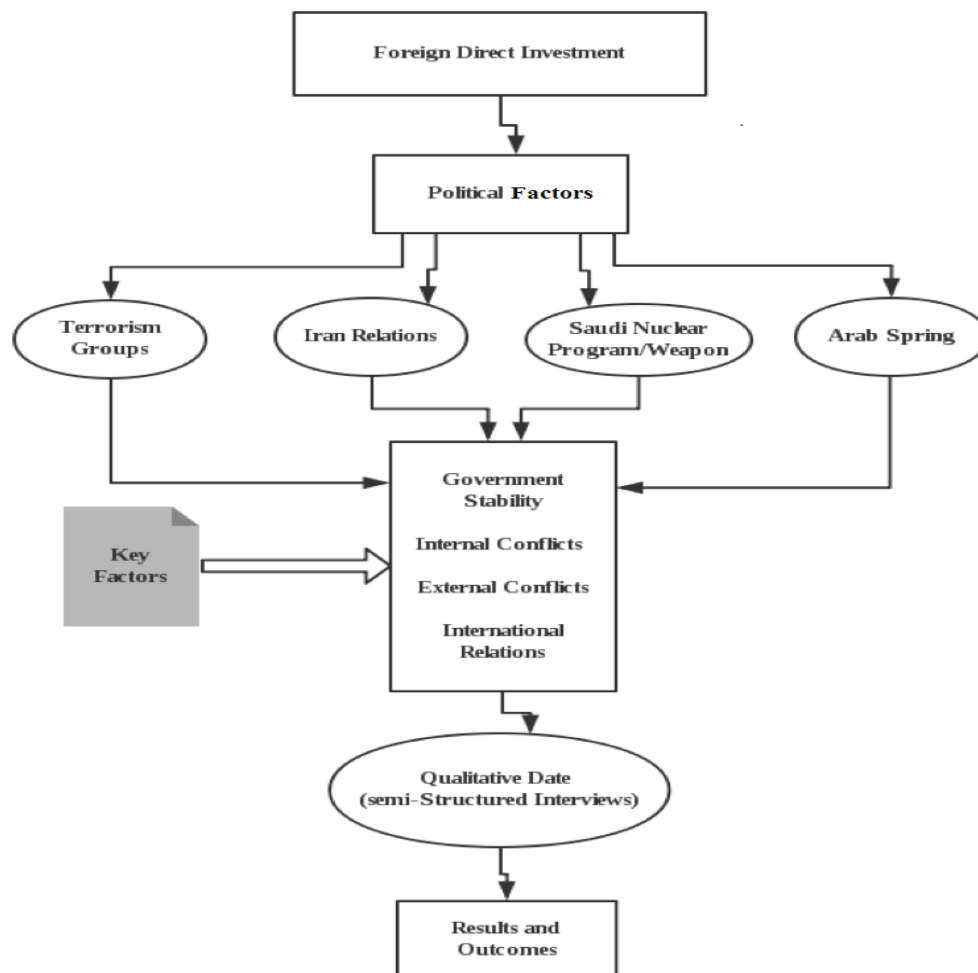 Foreign Direct Investment
Political Factors
Terrorism
Groups
Iran Relations
Saudi Nuclear
Program/Weapon
Arab Spring
Government
Stability
Internal Conflicts
External Conflicts
International
Relations
Key
Factors
Qualitative Date
(semi-Structured Interviews)
Results and
Outcomes